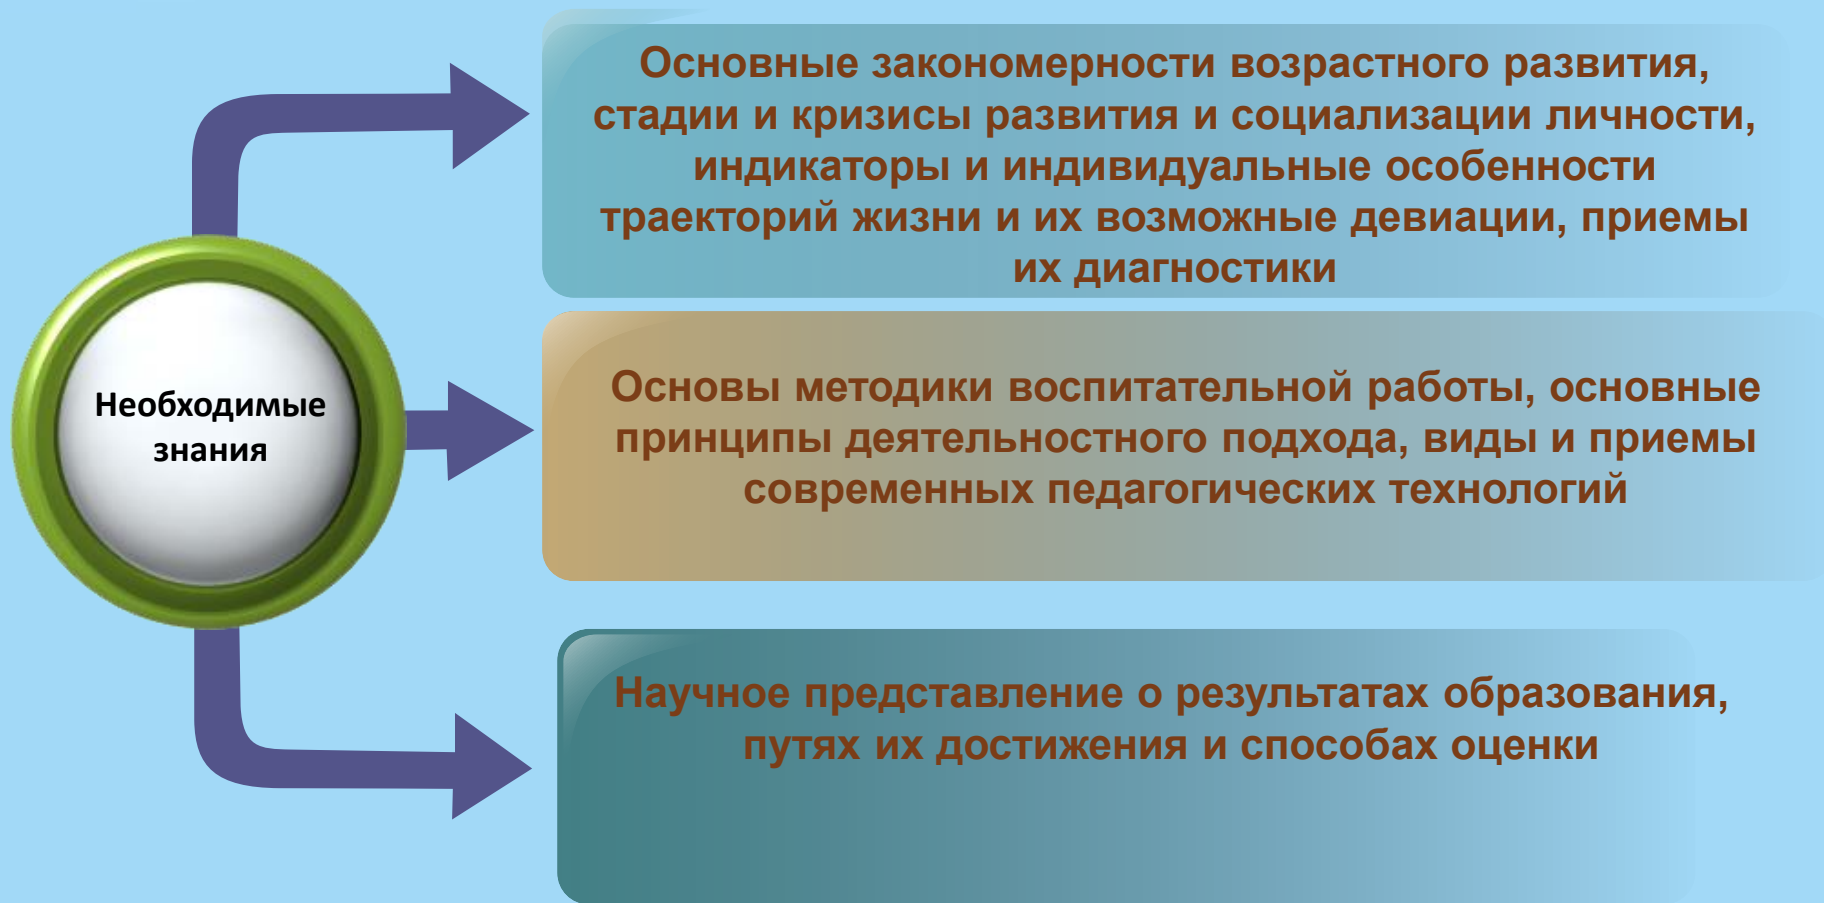 Основные закономерности возрастного развития,
стадии и кризисы развития и социализации личности,
индикаторы и индивидуальные особенности
траекторий жизни и их возможные девиации, приемы
их диагностики
Необходимые
знания
Основы методики воспитательной работы, основные
принципы деятельностного подхода, виды и приемы
современных педагогических технологий
Научное представление о результатах образования,
путях их достижения и способах оценки